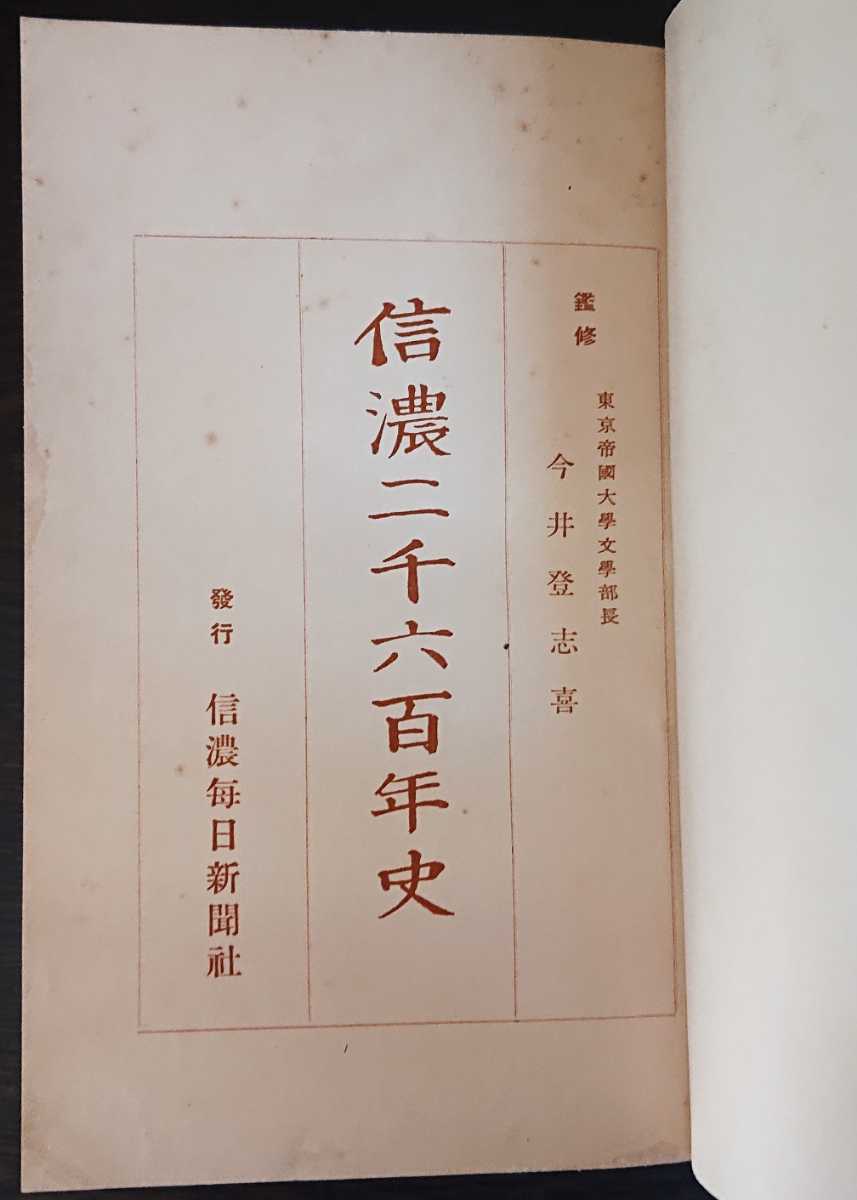 鑑修
東京帝國大學文學部長
今井登志喜
信濃二千六百年史
發行
信濃每日新聞社